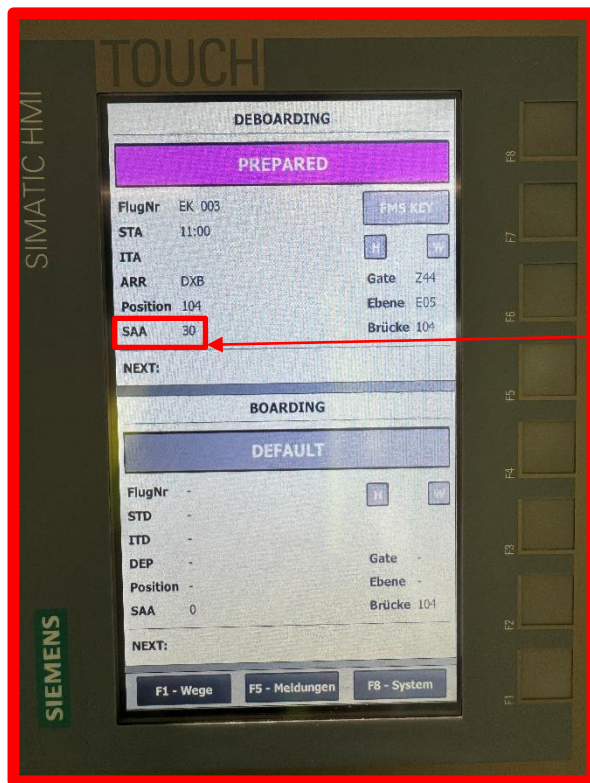 TOUCH
SIMATIC HMI
DEBOARDING
PREPARED
FlugNr EK 003
FMS KEY
STA 11:00
H W
ITA
ARR DXB
Gate Z44
Position 104
Ebene E05
SAA 30
Brücke 104
NEXT:
BOARDING
DEFAULT
FlugNr -
H W
STD -
ITD -
DEP -
Gate -
Position -
Ebene -
SAA 0
Brücke 104
NEXT:
F1 - Wege F5 - Meldungen F8 - System
SIEMENS
F8
F7
F6
F5
F4
F3
F2
F1